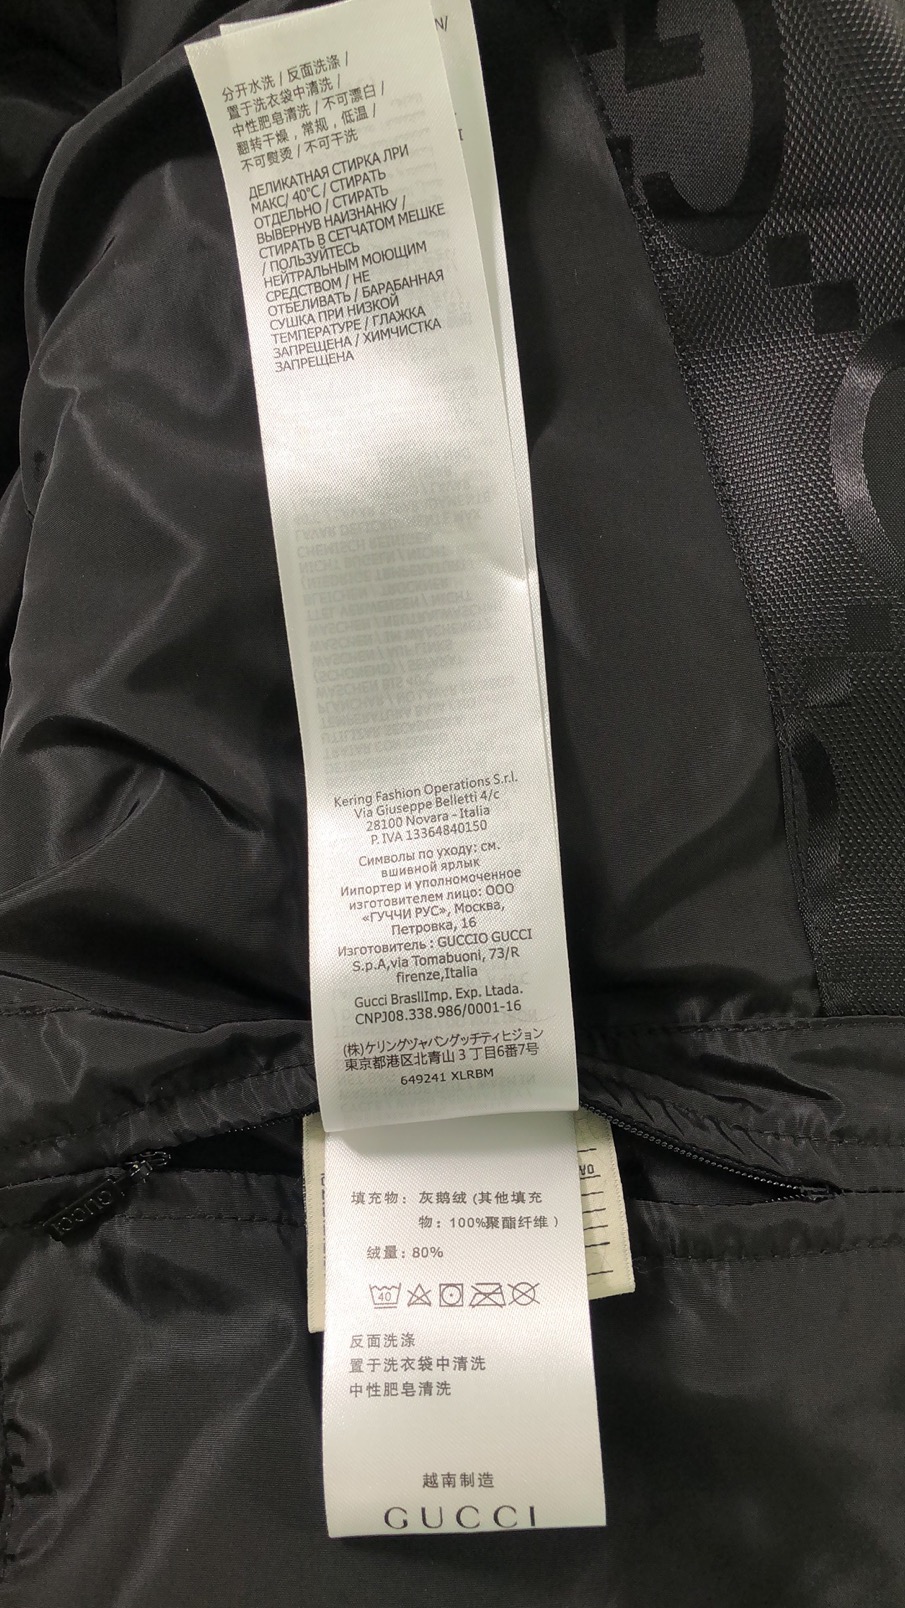 分开水洗 / 反面洗涤 /
置于洗衣袋中清洗 /
中性肥皂清洗 / 不可漂白 /
翻转干燥，常规，低温 /
不可熨烫 / 不可干洗
ДЕЛИКАТНАЯ СТИРКА ЛРИ
МАКС/ 40°C / СТИРАТЬ
ОТДЕЛЬНО / СТИРАТЬ
ВЫВЕРНУВ НАИЗНАНКУ /
СТИРАТЬ В СЕТЧАТОМ МЕШКЕ
/ ПОЛЬЗУЙТЕСЬ
НЕЙТРАЛЬНЫМ МОЮЩИМ
СРЕДСТВОМ / НЕ
ОТБЕЛИВАТЬ / БАРАБАННАЯ
СУШКА ПРИ НИЗКОЙ
ТЕМПЕРАТУРЕ / ГЛАЖКА
ЗАПРЕЩЕНА / ХИМЧИСТКА
ЗАПРЕЩЕНА
Kering Fashion Operations S.r.l.
Via Giuseppe Belletti 4/c
28100 Novara - Italia
P. IVA 13364840150
Символы по уходу: см.
вшивной ярлык
Иипортер и уполномоченное
изготовителем лицо: ООО
«ГУЧЧИ РУС», Москва,
Петровка, 16
Изготовитель : GUCCIO GUCCI
S.p.A,via Tomabuoni, 73/R
firenze,Italia
Gucci BraslIImp. Exp. Ltada.
CNPJ08.338.986/0001-16
(株)ケリングジャバングッチティヒジョン
東京都港区北青山 3 丁目6番7号
649241 XLRBM
填充物：灰鹅绒 (其他填充
物：100%聚酯纤维 )
绒量：80%
40
反面洗涤
置于洗衣袋中清洗
中性肥皂清洗
越南制造
GUCCI